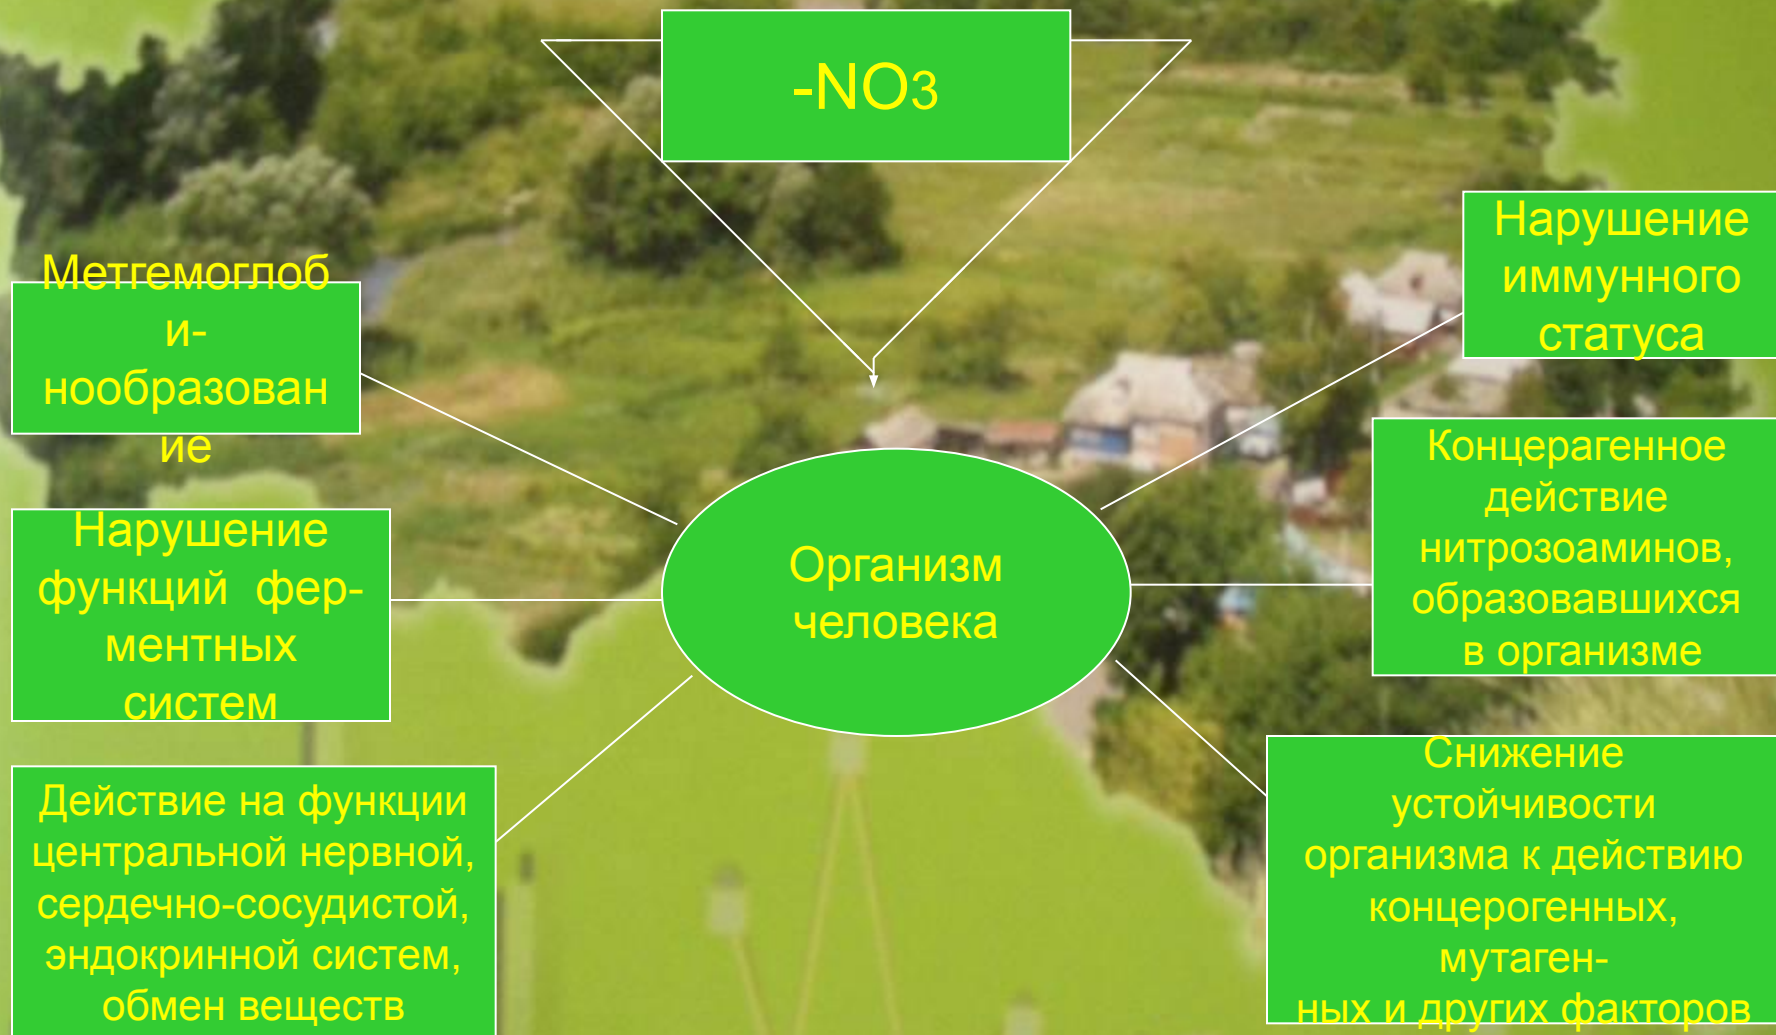 -NO3
Метгемоглоб
и-
нообразован
ие
Нарушение
функций фер-
ментных
систем
Действие на функции
центральной нервной,
сердечно-сосудистой,
эндокринной систем,
обмен веществ
Организм
человека
Нарушение
иммунного
статуса
Концерагенное
действие
нитрозоаминов,
образовавшихся
в организме
Снижение
устойчивости
организма к действию
концерогенных,
мутаген-
ных и других факторов